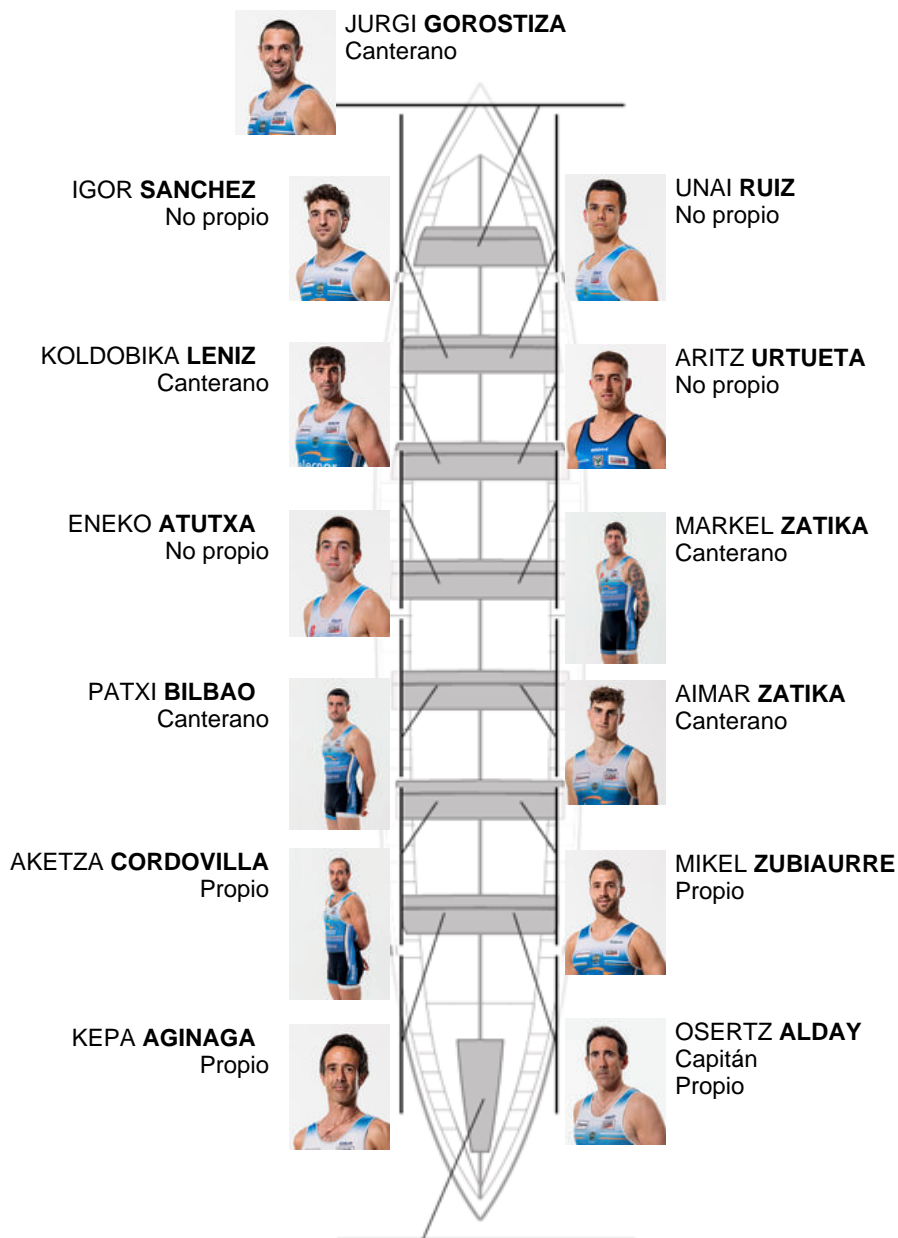 JURGI GOROSTIZA
Canterano
IGOR SANCHEZ
No propio
UNAI RUIZ
No propio
KOLDOBIKA LENIZ
Canterano
ARITZ URTUETA
No propio
ENEKO ATUTXA
No propio
MARKEL ZATIKA
Canterano
PATXI BILBAO
Canterano
AIMAR ZATIKA
Canterano
AKETZA CORDOVILLA
Propio
MIKEL ZUBIAURRE
Propio
KEPA AGINAGA
Propio
OSERTZ ALDAY
Capitán
Propio